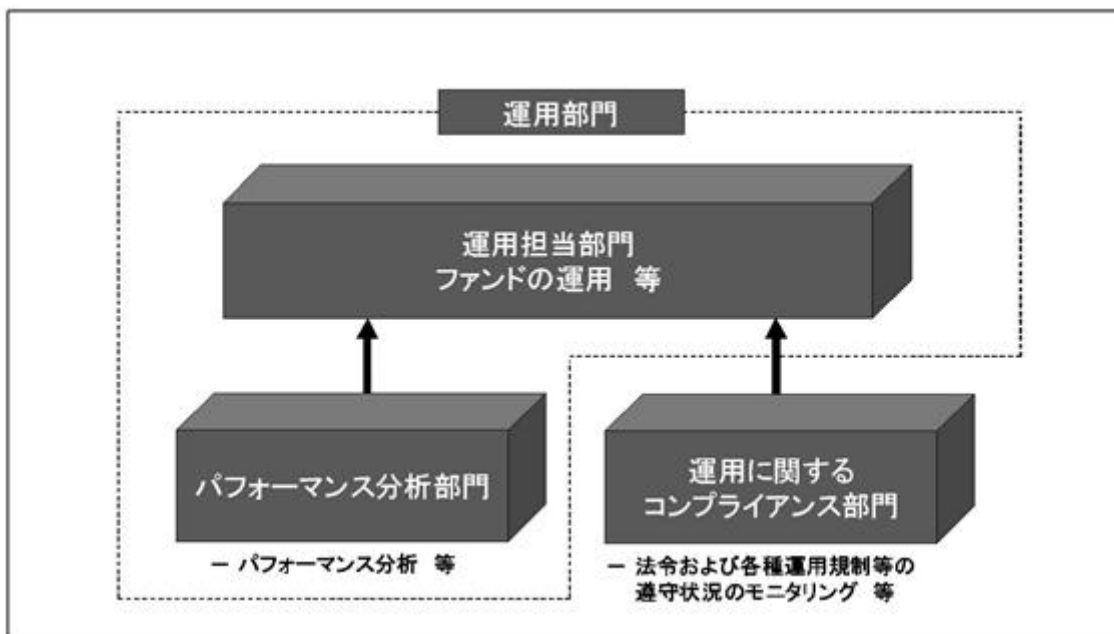 運用部門
運用担当部門
ファンドの運用 等
パフォーマンス分析部門
－ パフォーマンス分析 等
運用に関する
コンプライアンス部門
－ 法令および各種運用規制等の
遵守状況のモニタリング 等